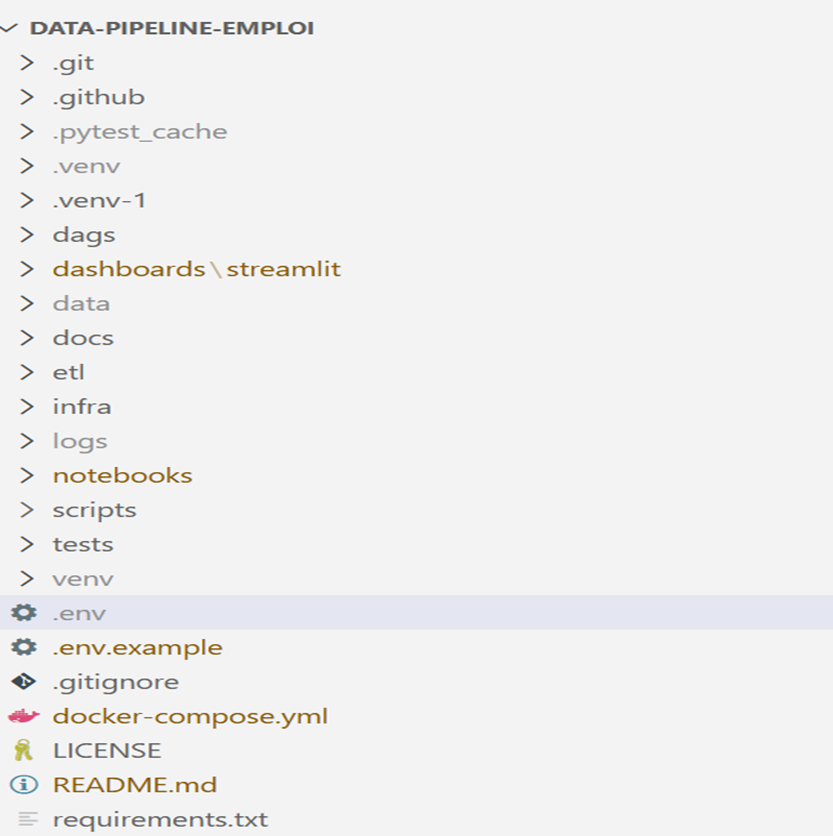 DATA-PIPELINE-EMPLOI
.git
.github
.pytest_cache
.venv
.venv-1
dags
dashboards\streamlit
data
docs
etl
infra
logs
notebooks
scripts
tests
venv
.env
.env.example
.gitignore
docker-compose.yml
LICENSE
README.md
requirements.txt